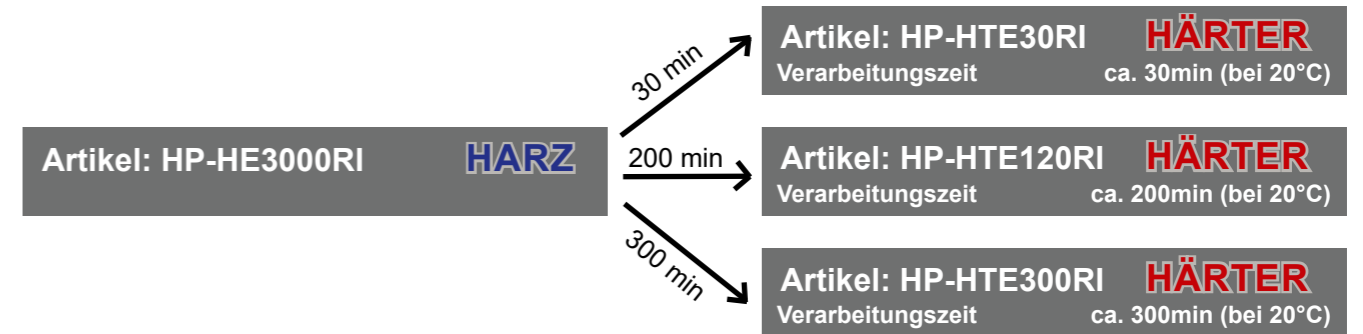 Artikel: HP-HE3000RI HARZ
30 min
200 min
300 min
Artikel: HP-HTE30RI HÄRTER
Verarbeitungszeit ca. 30min (bei 20°C)
Artikel: HP-HTE120RI HÄRTER
Verarbeitungszeit ca. 200min (bei 20°C)
Artikel: HP-HTE300RI HÄRTER
Verarbeitungszeit ca. 300min (bei 20°C)